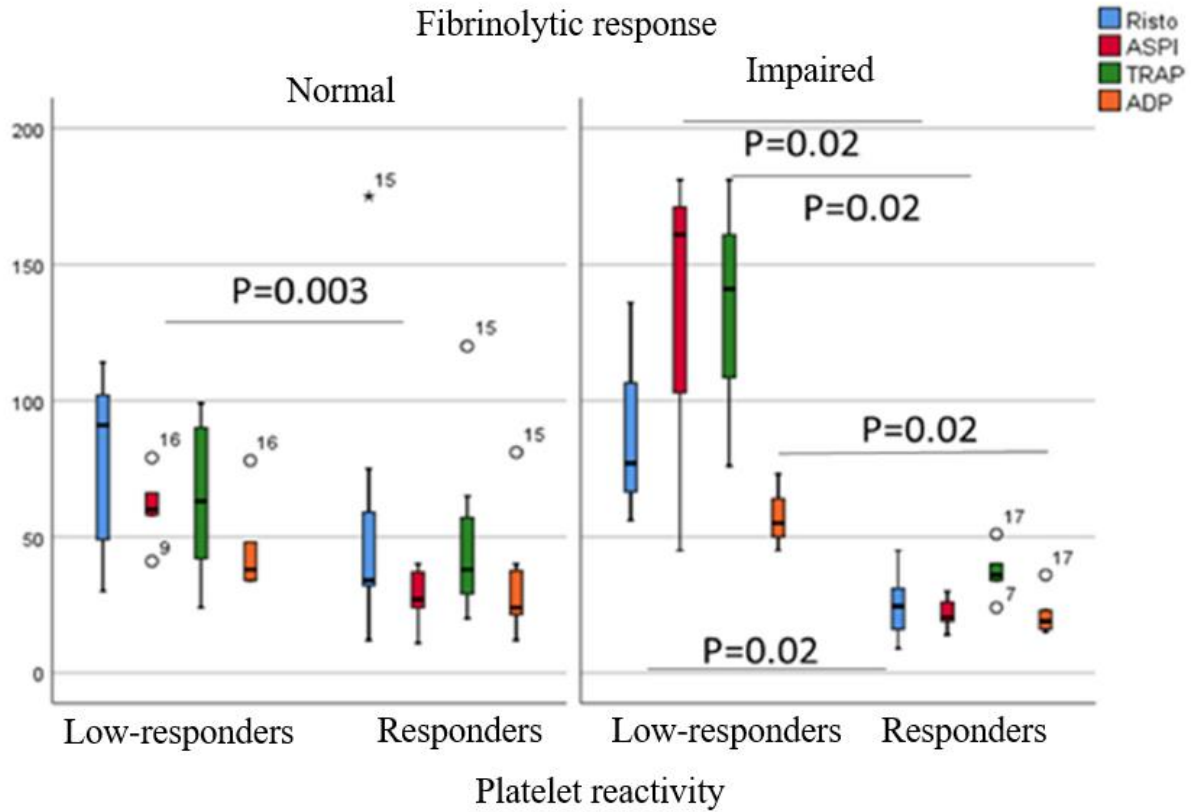 Fibrinolytic response
Risto
ASPI
TRAP
ADP
Normal
Impaired
200
150
100
50
0
15
P=0.003
15
16
16
9
15
P=0.02
P=0.02
P=0.02
17
7
17
P=0.02
Low-responders
Responders
Low-responders
Responders
Platelet reactivity